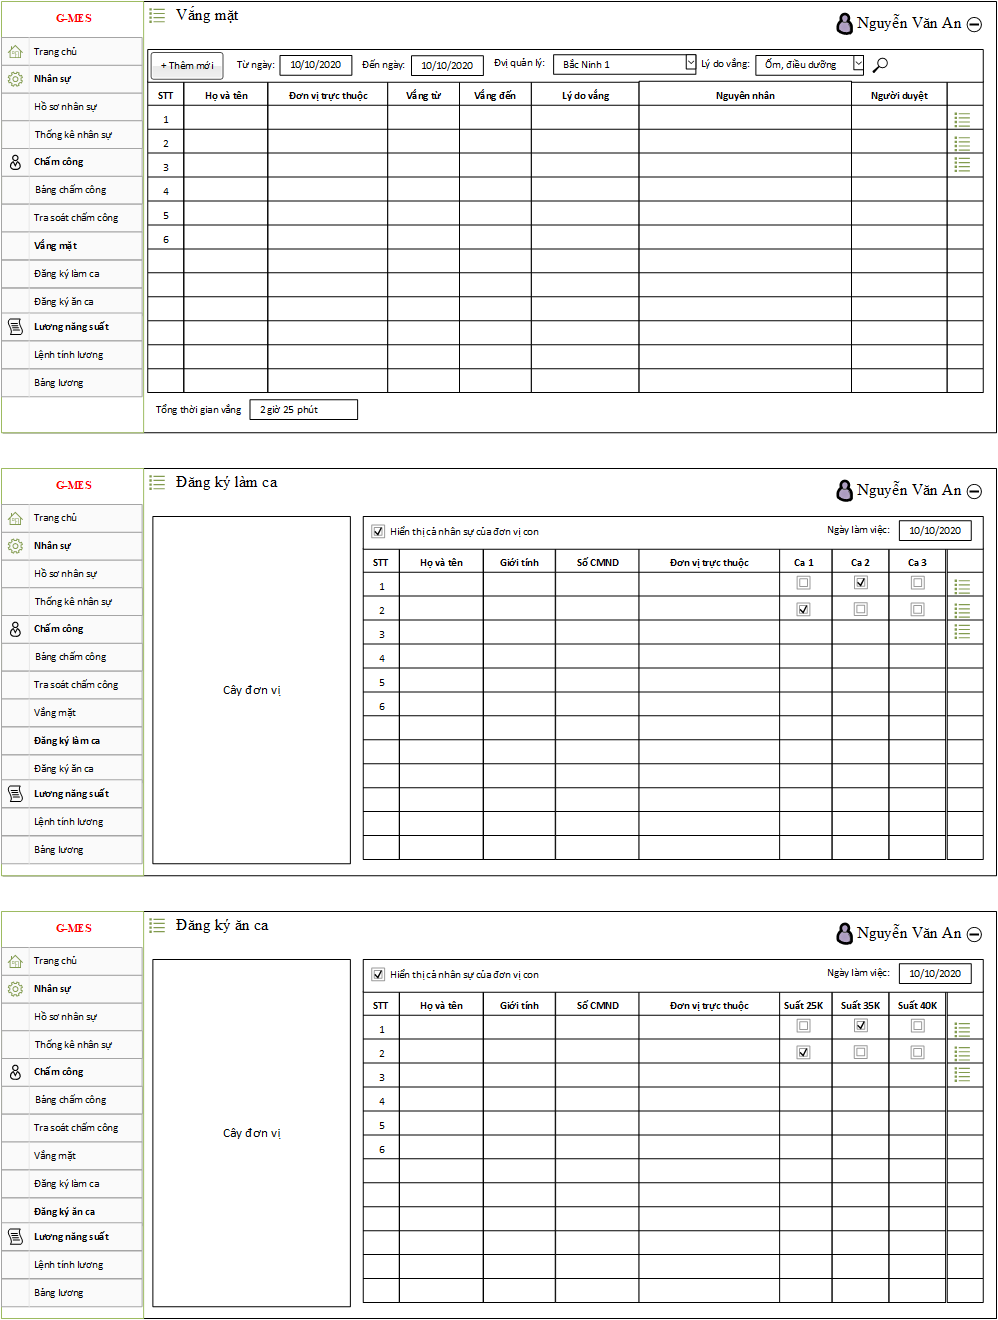 G-MES
Vắng mặt
Nguyễn Văn An
Trang chủ
Nhân sự
Hồ sơ nhân sự
Thống kê nhân sự
Chấm công
Bảng chấm công
Tra soát chấm công
Vắng mặt
Đăng ký làm ca
Đăng ký ăn ca
Lương năng suất
Lệnh tính lương
Bảng lương
+ Thêm mới Từ ngày: 10/10/2020 Đến ngày: 10/10/2020 Đvị quản lý: Bắc Ninh 1 Lý do vắng: Ốm, điều dưỡng
STT Họ và tên Đơn vị trực thuộc Vắng từ Vắng đến Lý do vắng Nguyên nhân Người duyệt
1
2
3
4
5
6
Tổng thời gian vắng 2 giờ 25 phút
G-MES
Đăng ký làm ca
Nguyễn Văn An
Trang chủ
Nhân sự
Hồ sơ nhân sự
Thống kê nhân sự
Chấm công
Bảng chấm công
Tra soát chấm công
Vắng mặt
Đăng ký làm ca
Đăng ký ăn ca
Lương năng suất
Lệnh tính lương
Bảng lương
Cây đơn vị
Hiển thị cả nhân sự của đơn vị con Ngày làm việc: 10/10/2020
STT Họ và tên Giới tính Số CMND Đơn vị trực thuộc Ca 1 Ca 2 Ca 3
1
2
3
4
5
6
G-MES
Đăng ký ăn ca
Nguyễn Văn An
Trang chủ
Nhân sự
Hồ sơ nhân sự
Thống kê nhân sự
Chấm công
Bảng chấm công
Tra soát chấm công
Vắng mặt
Đăng ký làm ca
Đăng ký ăn ca
Lương năng suất
Lệnh tính lương
Bảng lương
Cây đơn vị
Hiển thị cả nhân sự của đơn vị con Ngày làm việc: 10/10/2020
STT Họ và tên Giới tính Số CMND Đơn vị trực thuộc Suất 25K Suất 35K Suất 40K
1
2
3
4
5
6